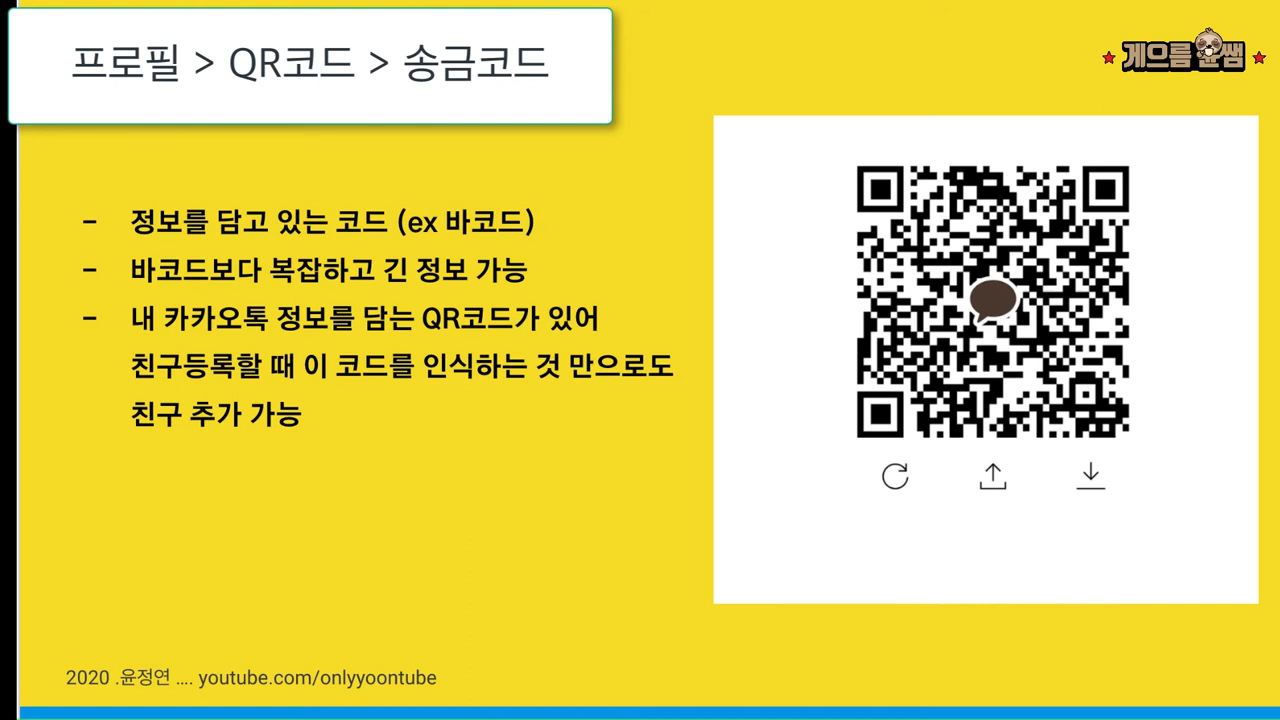 프로필 > QR코드 > 송금코드
게으름 윤쌤
- 정보를 담고 있는 코드 (ex 바코드)
- 바코드보다 복잡하고 긴 정보 가능
- 내 카카오톡 정보를 담는 QR코드가 있어
친구등록할 때 이 코드를 인식하는 것 만으로도
친구 추가 가능
2020 .윤정연 .... youtube.com/onlyyoontube